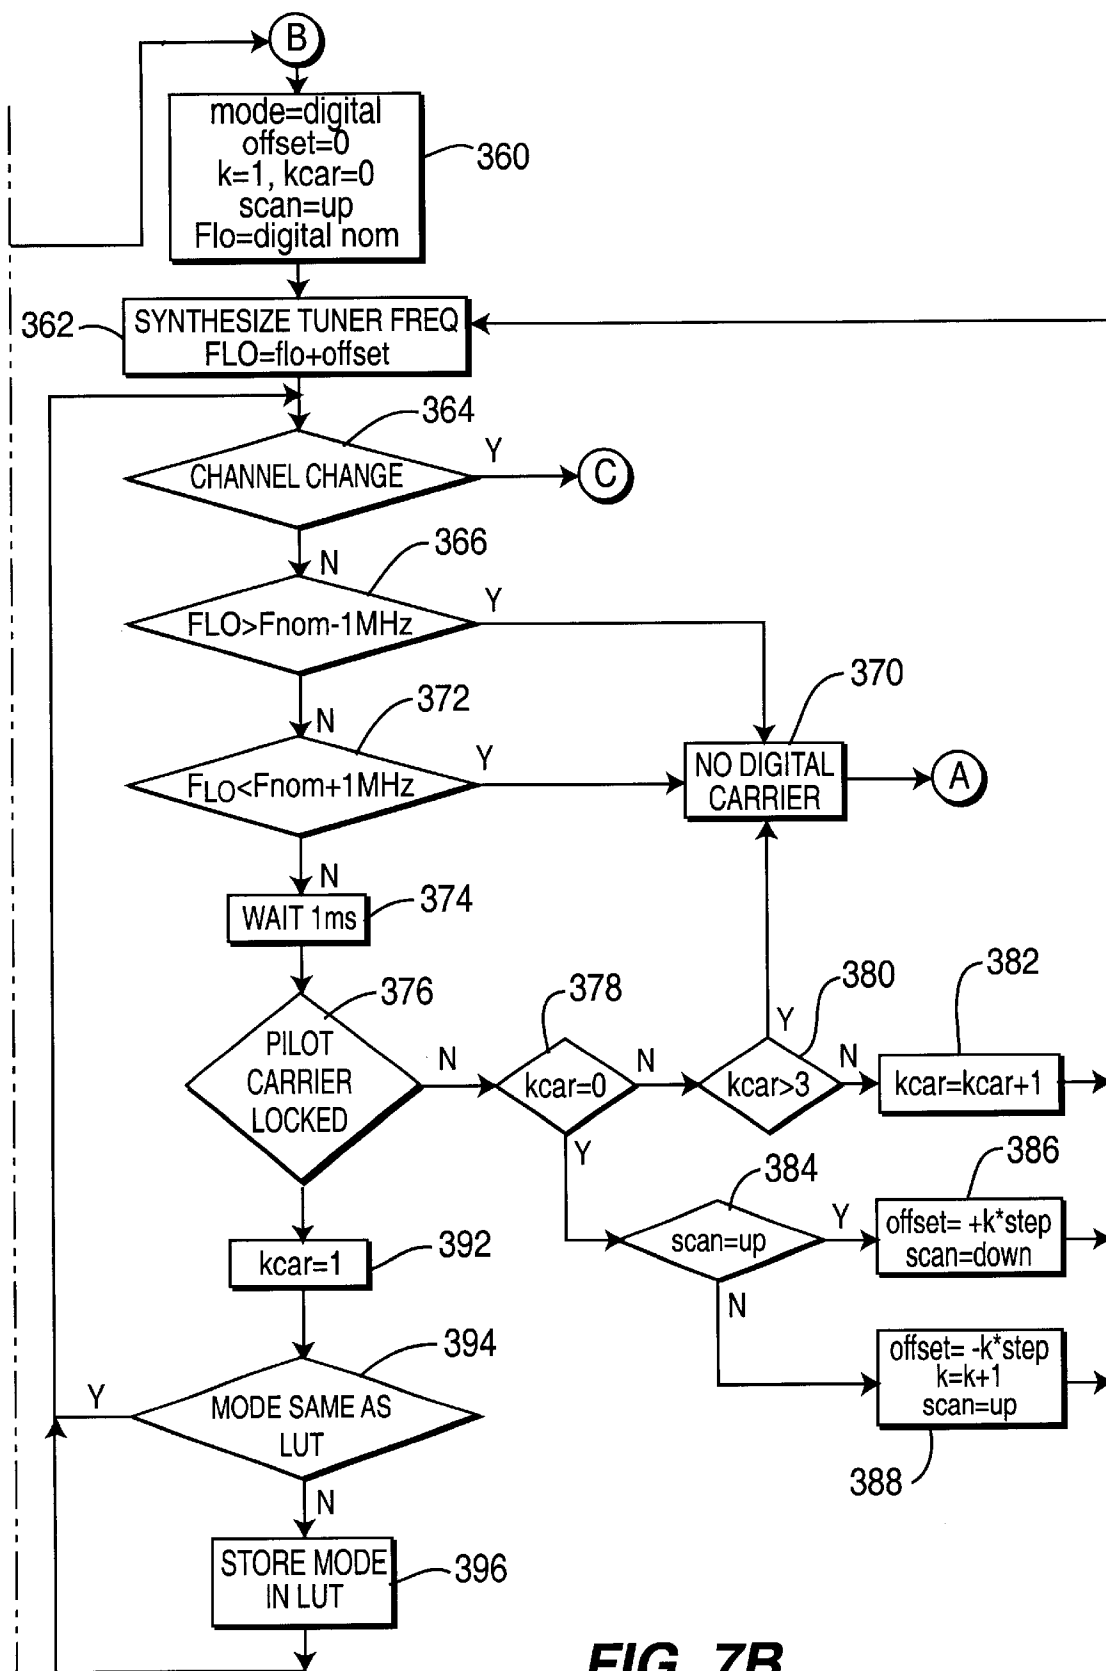 B
mode=digital
offset=0
k=1, kcar=0
scan=up
Flo=digital nom
360
362
SYNTHESIZE TUNER FREQ
FLO=flo+offset
364
CHANNEL CHANGE
Y
C
N
366
FLO>Fnom-1MHz
Y
N
372
FLO<Fnom+1MHz
Y
370
NO DIGITAL
CARRIER
A
N
WAIT 1ms
374
376
PILOT
CARRIER
LOCKED
N
378
kcar=0
N
Y
380
kcar>3
Y
N
382
kcar=kcar+1
384
scan=up
Y
N
386
offset= +k*step
scan=down
offset= -k*step
k=k+1
scan=up
388
kcar=1
392
394
MODE SAME AS
LUT
Y
N
STORE MODE
IN LUT
396
FIG. 7B